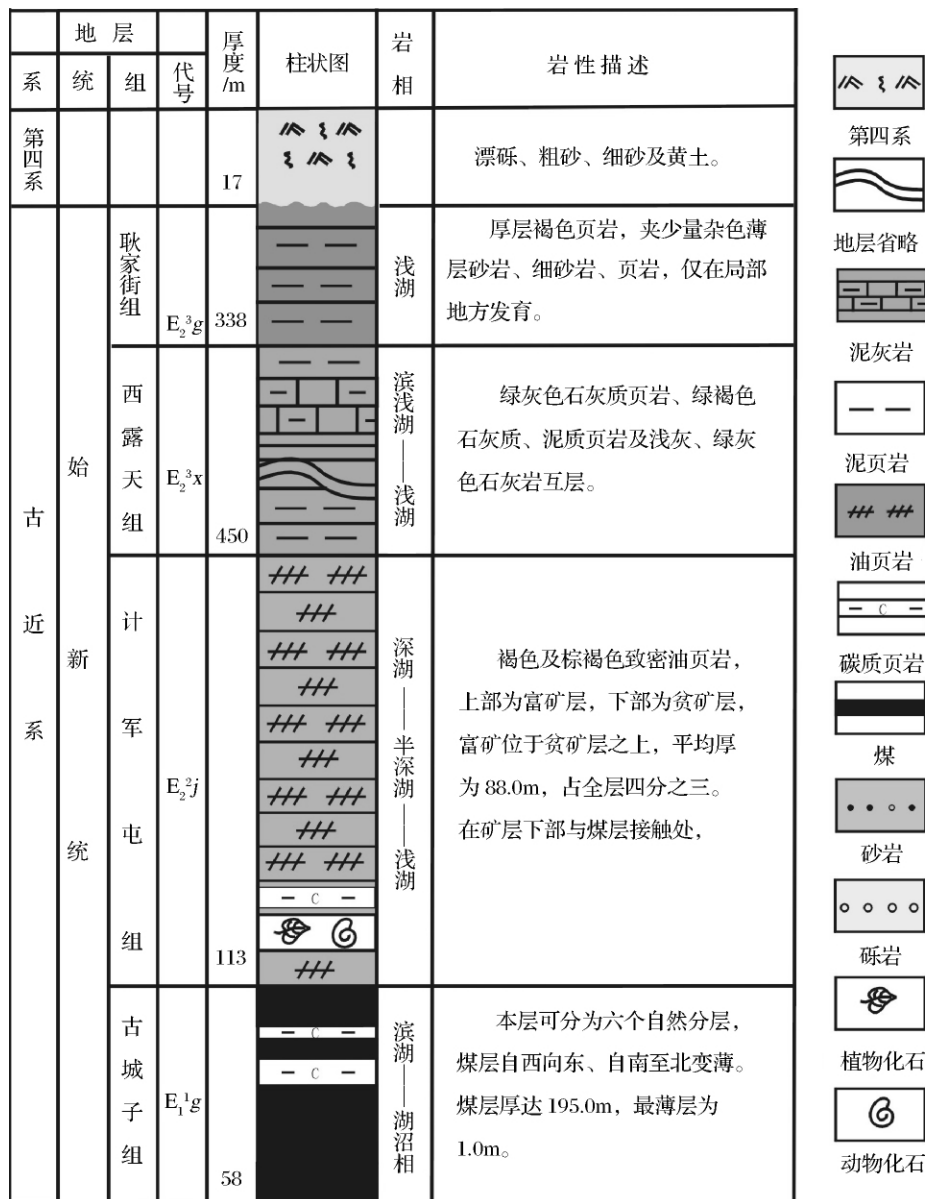 地层
系
统
组
代号
厚度/m
柱状图
岩相
岩性描述
第四系
17
漂砾、粗砂、细砂及黄土。
古近系
始新统
耿家街组
E₂³g
338
浅湖
厚层褐色页岩，夹少量杂色薄
层砂岩、细砂岩、页岩，仅在局部
地方发育。
西露天组
E₂³x
450
滨浅湖——浅湖
绿灰色石灰质页岩、绿褐色
石灰质、泥质页岩及浅灰、绿灰
色石灰岩互层。
计军屯组
E₂²j
113
C
深湖——半深湖——浅湖
褐色及棕褐色致密油页岩，
上部为富矿层，下部为贫矿层，
富矿位于贫矿层之上，平均厚
为 88.0m，占全层四分之三。
在矿层下部与煤层接触处，
古城子组
E₁¹g
58
C
C
滨湖——湖沼相
本层可分为六个自然分层，
煤层自西向东、自南至北变薄。
煤层厚达 195.0m，最薄层为
1.0m。
第四系
地层省略
泥灰岩
泥页岩
油页岩
C
碳质页岩
煤
砂岩
砾岩
植物化石
动物化石